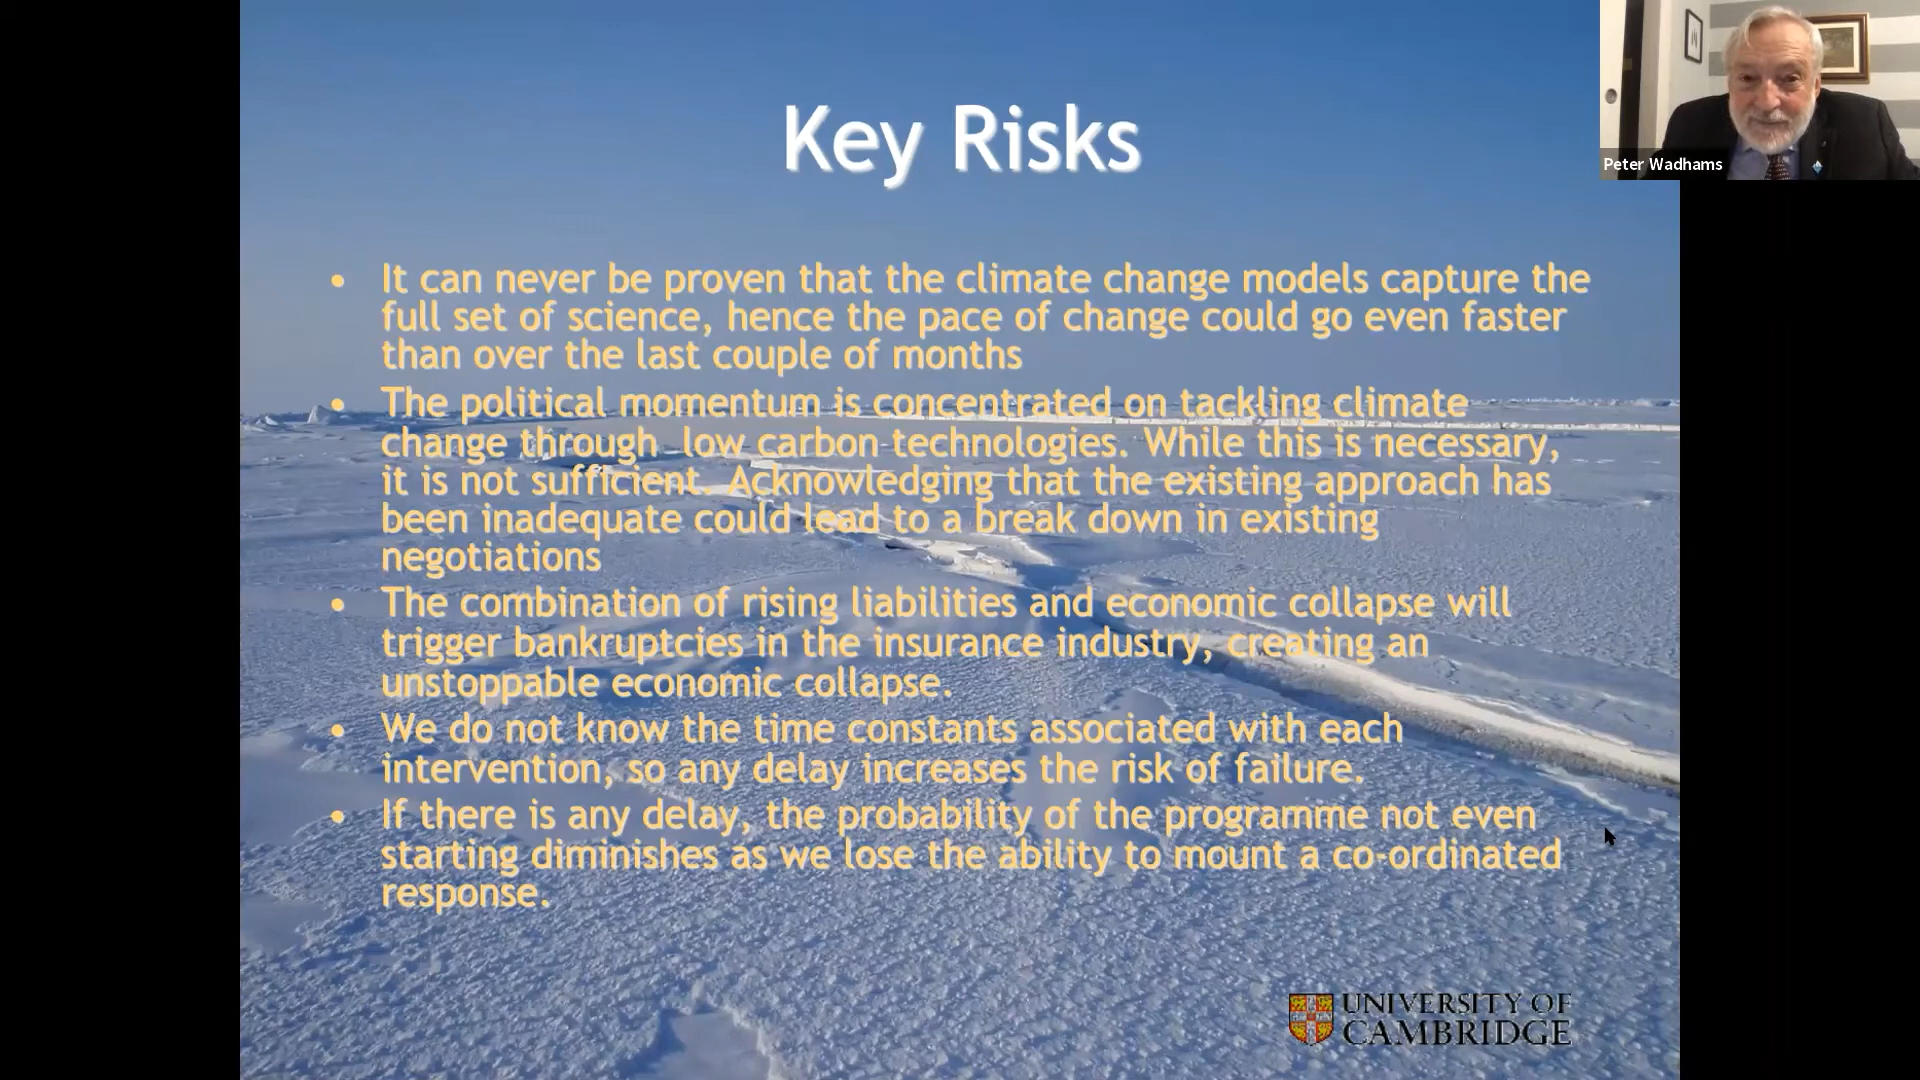 Key Risks
Peter Wadhams
• It can never be proven that the climate change models capture the
full set of science, hence the pace of change could go even faster
than over the last couple of months
• The political momentum is concentrated on tackling climate
change through  low carbon technologies. While this is necessary,
it is not sufficient. Acknowledging that the existing approach has
been inadequate could lead to a break down in existing
negotiations
• The combination of rising liabilities and economic collapse will
trigger bankruptcies in the insurance industry, creating an
unstoppable economic collapse.
• We do not know the time constants associated with each
intervention, so any delay increases the risk of failure.
• If there is any delay, the probability of the programme not even
starting diminishes as we lose the ability to mount a co-ordinated
response.
UNIVERSITY OF
CAMBRIDGE